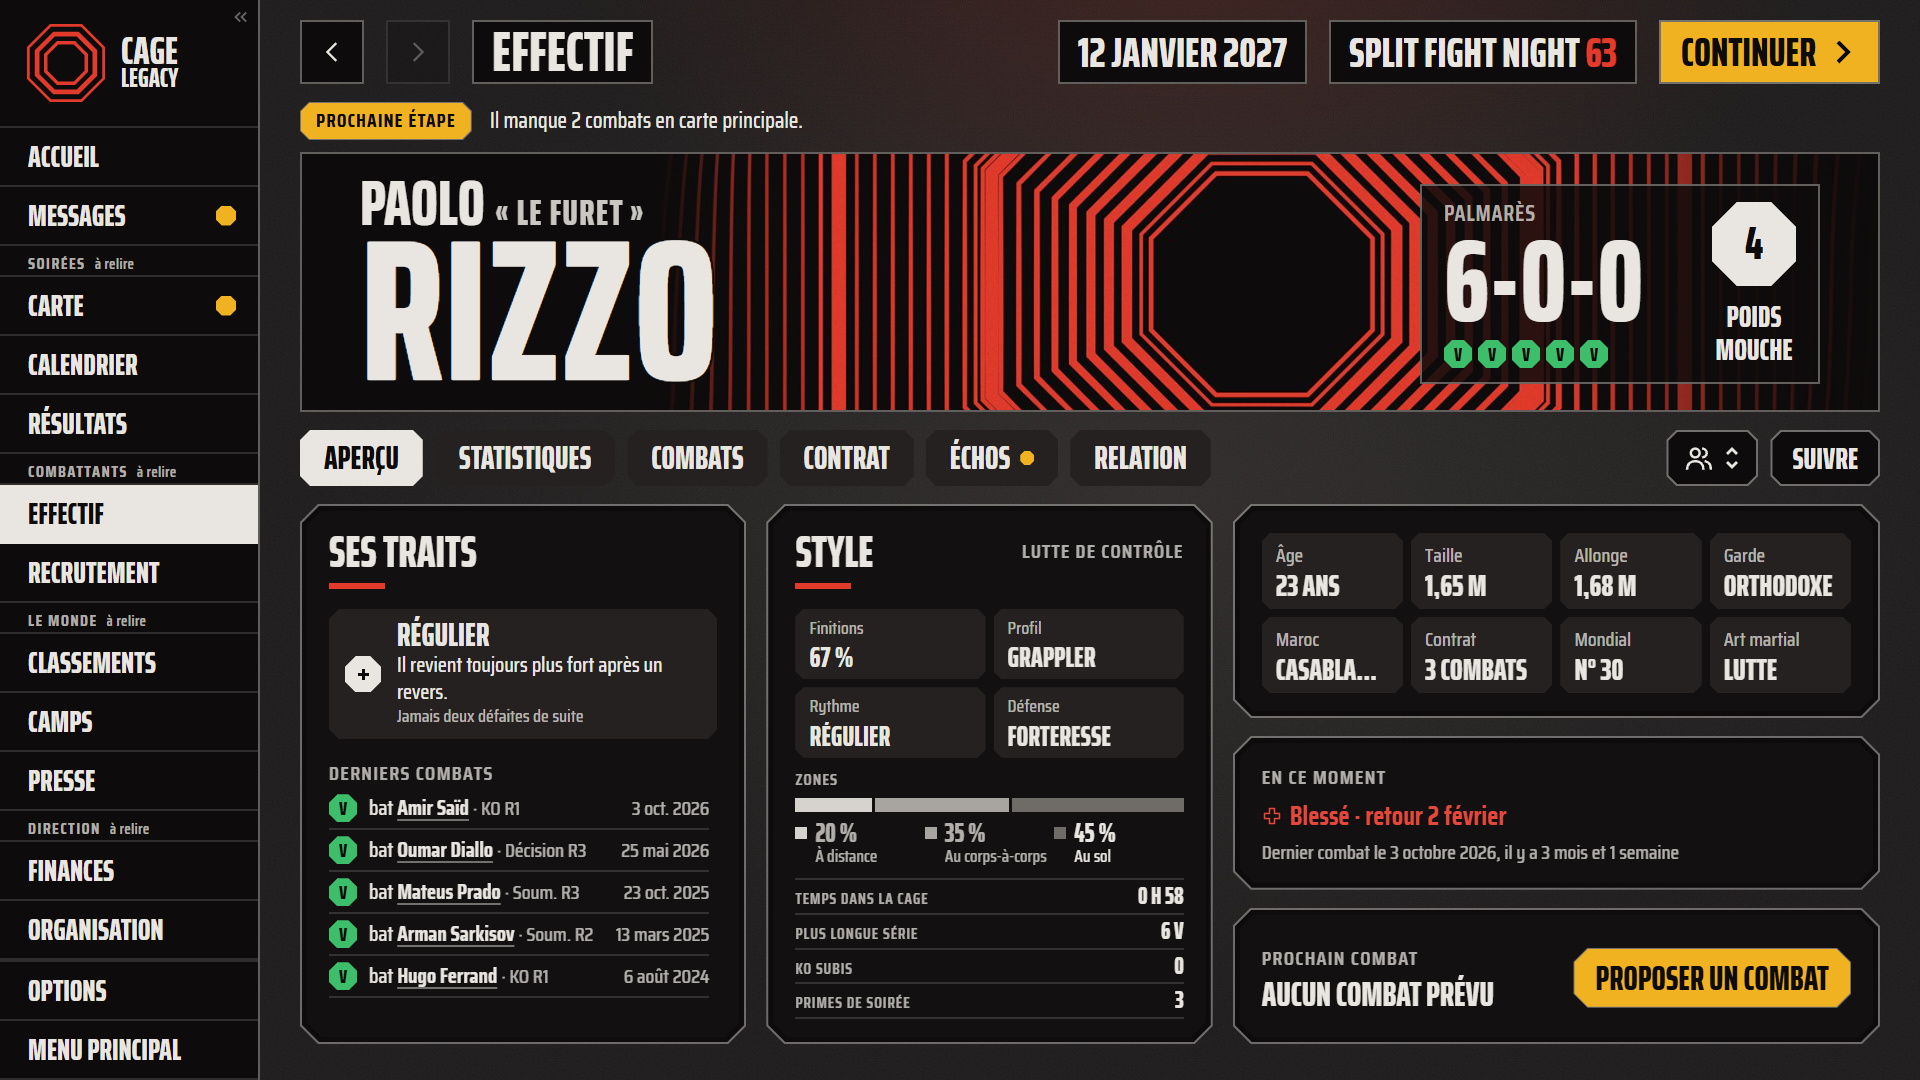 CAGE
LEGACY
ACCUEIL
MESSAGES
SOIRÉES à relire
CARTE
CALENDRIER
RÉSULTATS
COMBATTANTS à relire
EFFECTIF
RECRUTEMENT
LE MONDE à relire
CLASSEMENTS
CAMPS
PRESSE
DIRECTION à relire
FINANCES
ORGANISATION
OPTIONS
MENU PRINCIPAL
EFFECTIF
12 JANVIER 2027
SPLIT FIGHT NIGHT 63
CONTINUER
PROCHAINE ÉTAPE
Il manque 2 combats en carte principale.
PAOLO « LE FURET »
RIZZO
PALMARÈS
6-0-0
V V V V V
4
POIDS
MOUCHE
APERÇU
STATISTIQUES
COMBATS
CONTRAT
ÉCHOS
RELATION
SUIVRE
SES TRAITS
RÉGULIER
Il revient toujours plus fort après un
revers.
Jamais deux défaites de suite
DERNIERS COMBATS
V bat Amir Saïd · KO R1 3 oct. 2026
V bat Oumar Diallo · Décision R3 25 mai 2026
V bat Mateus Prado · Soum. R3 23 oct. 2025
V bat Arman Sarkisov · Soum. R2 13 mars 2025
V bat Hugo Ferrand · KO R1 6 août 2024
STYLE
LUTTE DE CONTRÔLE
Finitions
67 %
Profil
GRAPPLER
Rythme
RÉGULIER
Défense
FORTERESSE
ZONES
20 %
À distance
35 %
Au corps-à-corps
45 %
Au sol
TEMPS DANS LA CAGE 0 H 58
PLUS LONGUE SÉRIE 6 V
KO SUBIS 0
PRIMES DE SOIRÉE 3
Âge
23 ANS
Taille
1,65 M
Allonge
1,68 M
Garde
ORTHODOXE
Maroc
CASABLA...
Contrat
3 COMBATS
Mondial
N° 30
Art martial
LUTTE
EN CE MOMENT
Blessé · retour 2 février
Dernier combat le 3 octobre 2026, il y a 3 mois et 1 semaine
PROCHAIN COMBAT
AUCUN COMBAT PRÉVU
PROPOSER UN COMBAT